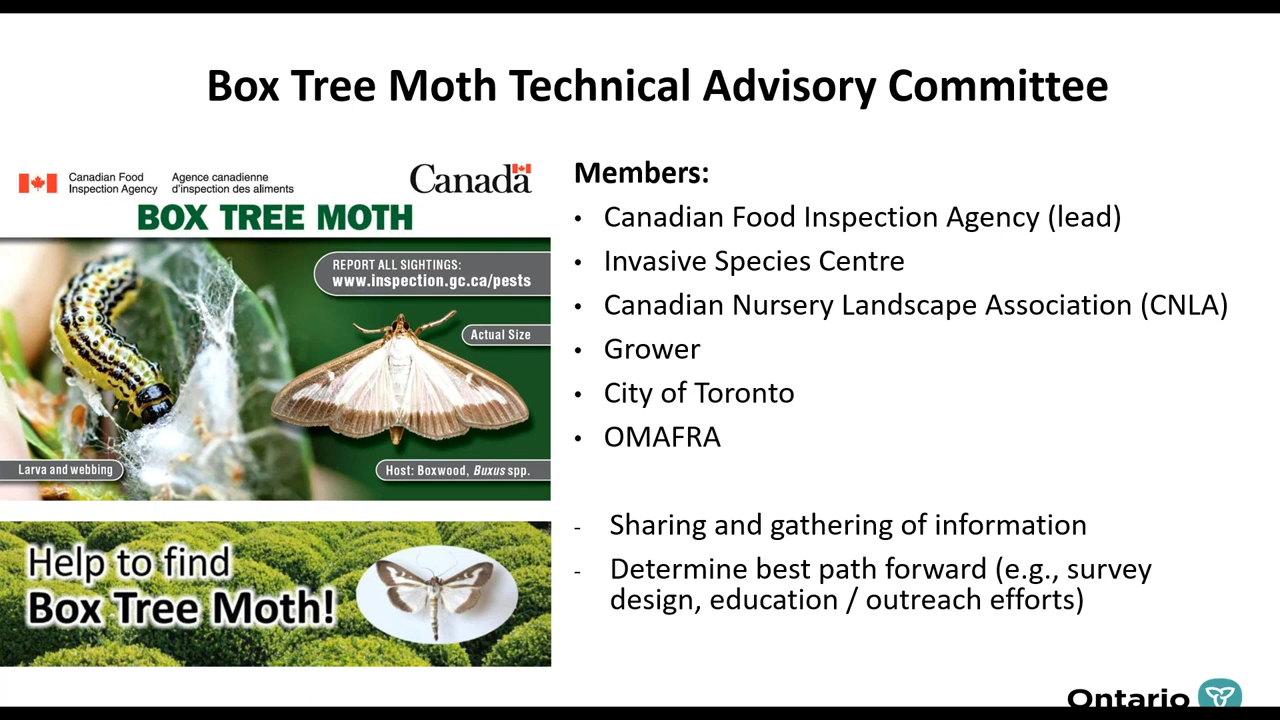 Box Tree Moth Technical Advisory Committee
Canadian Food
Inspection Agency
Agence canadienne
d'inspection des aliments
Canada
BOX TREE MOTH
REPORT ALL SIGHTINGS:
www.inspection.gc.ca/pests
Actual Size
Larva and webbing
Host: Boxwood, Buxus spp.
Help to find
Box Tree Moth!
Members:
• Canadian Food Inspection Agency (lead)
• Invasive Species Centre
• Canadian Nursery Landscape Association (CNLA)
• Grower
• City of Toronto
• OMAFRA
- Sharing and gathering of information
- Determine best path forward (e.g., survey
design, education / outreach efforts)
Ontario